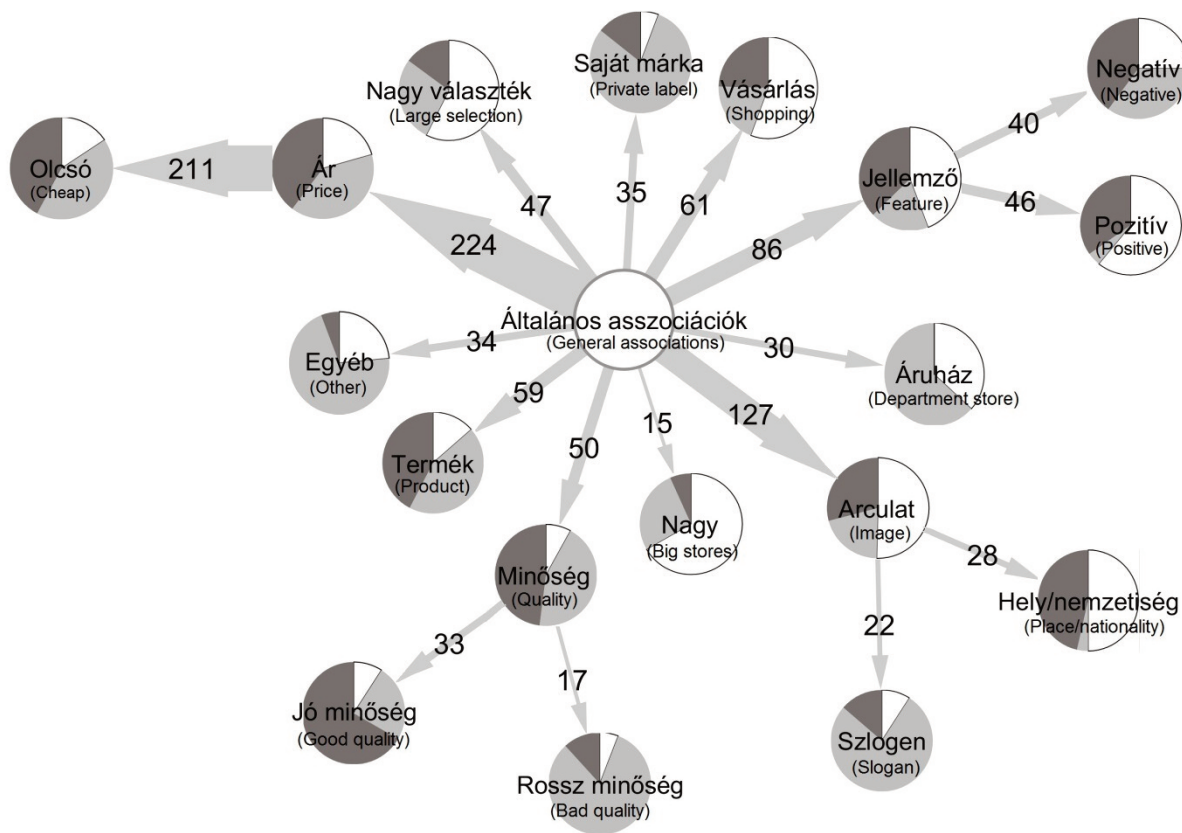 Saját márka
(Private label)
Nagy választék
(Large selection)
Vásárlás
(Shopping)
Negatív
(Negative)
40
Olcsó
(Cheap)
211
Ár
(Price)
Jellemző
(Feature)
35
47
61
46
Pozitív
(Positive)
224
86
Általános asszociációk
(General associations)
34
30
Egyéb
(Other)
Áruház
(Department store)
59
15
127
50
Termék
(Product)
Nagy
(Big stores)
Arculat
(Image)
28
Minőség
(Quality)
Hely/nemzetiség
(Place/nationality)
22
33
17
Jó minőség
(Good quality)
Rossz minőség
(Bad quality)
Szlogen
(Slogan)